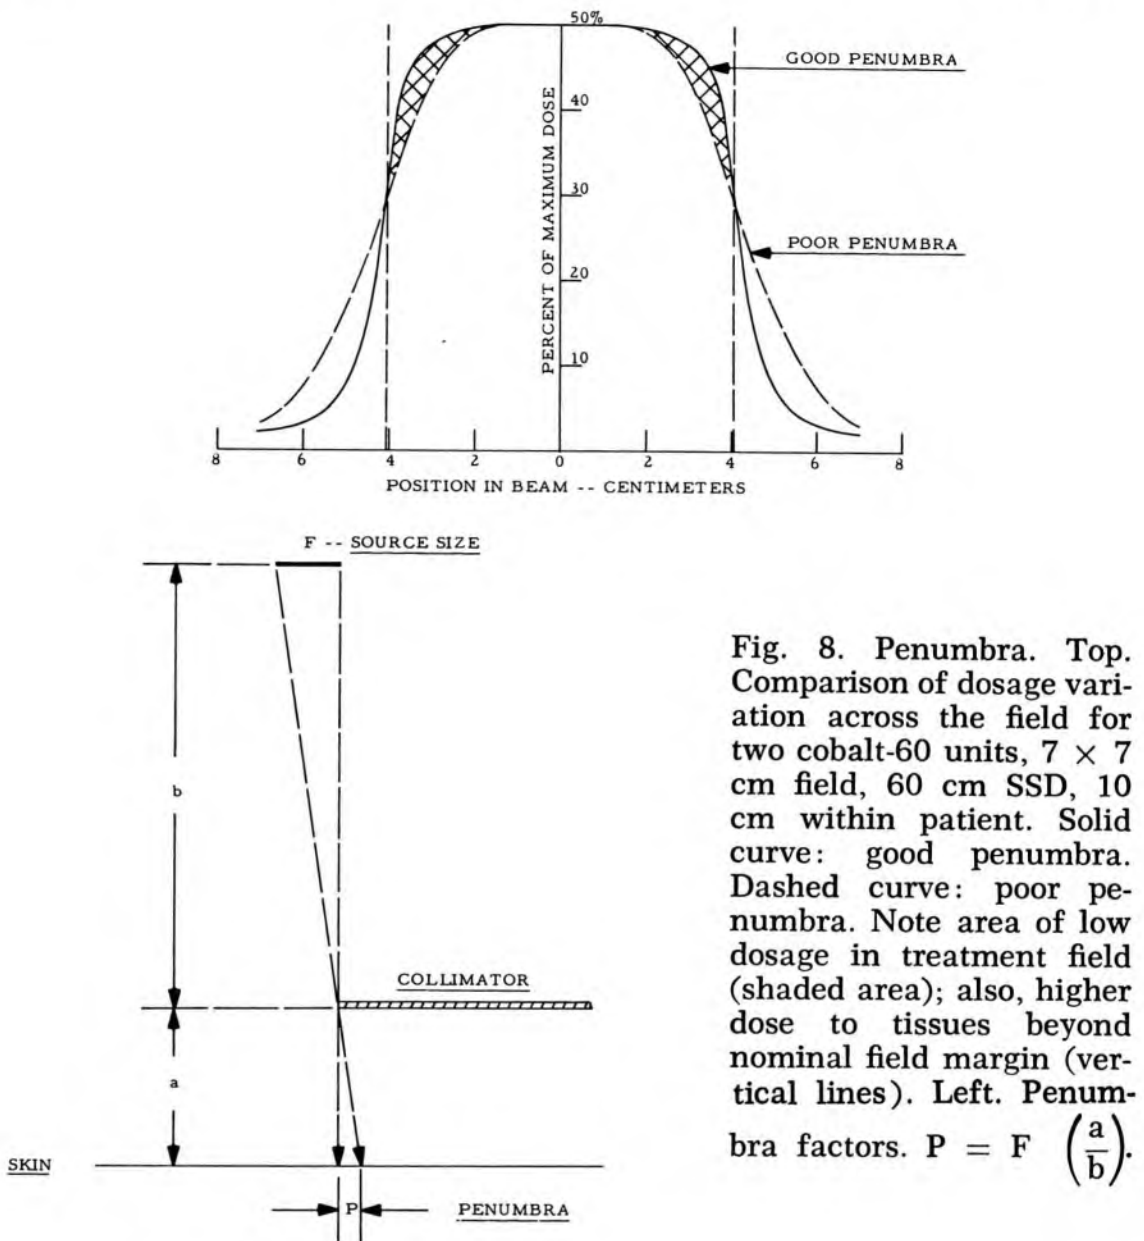 50%
GOOD PENUMBRA
40
PERCENT OF MAXIMUM DOSE
30
POOR PENUMBRA
20
10
8 6 4 2 0 2 4 6 8
POSITION IN BEAM -- CENTIMETERS
F -- SOURCE SIZE
b
COLLIMATOR
a
SKIN
P
PENUMBRA
Fig. 8. Penumbra. Top.
Comparison of dosage vari-
ation across the field for
two cobalt-60 units, 7 × 7
cm field, 60 cm SSD, 10
cm within patient. Solid
curve: good penumbra.
Dashed curve: poor pe-
numbra. Note area of low
dosage in treatment field
(shaded area); also, higher
dose to tissues beyond
nominal field margin (ver-
tical lines). Left. Penum-
bra factors. P = F (a/b).